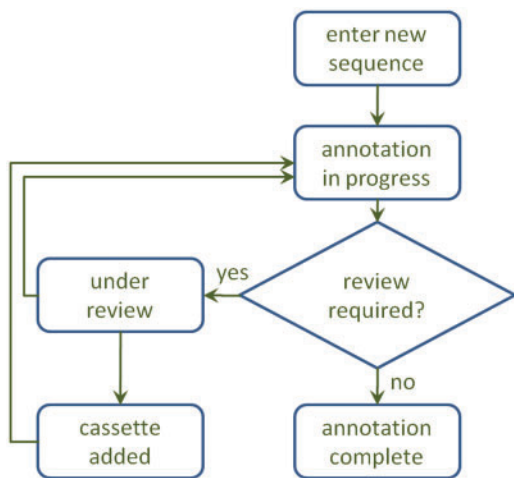 enter new
sequence
annotation
in progress
yes
under
review
review
required?
no
cassette
added
annotation
complete